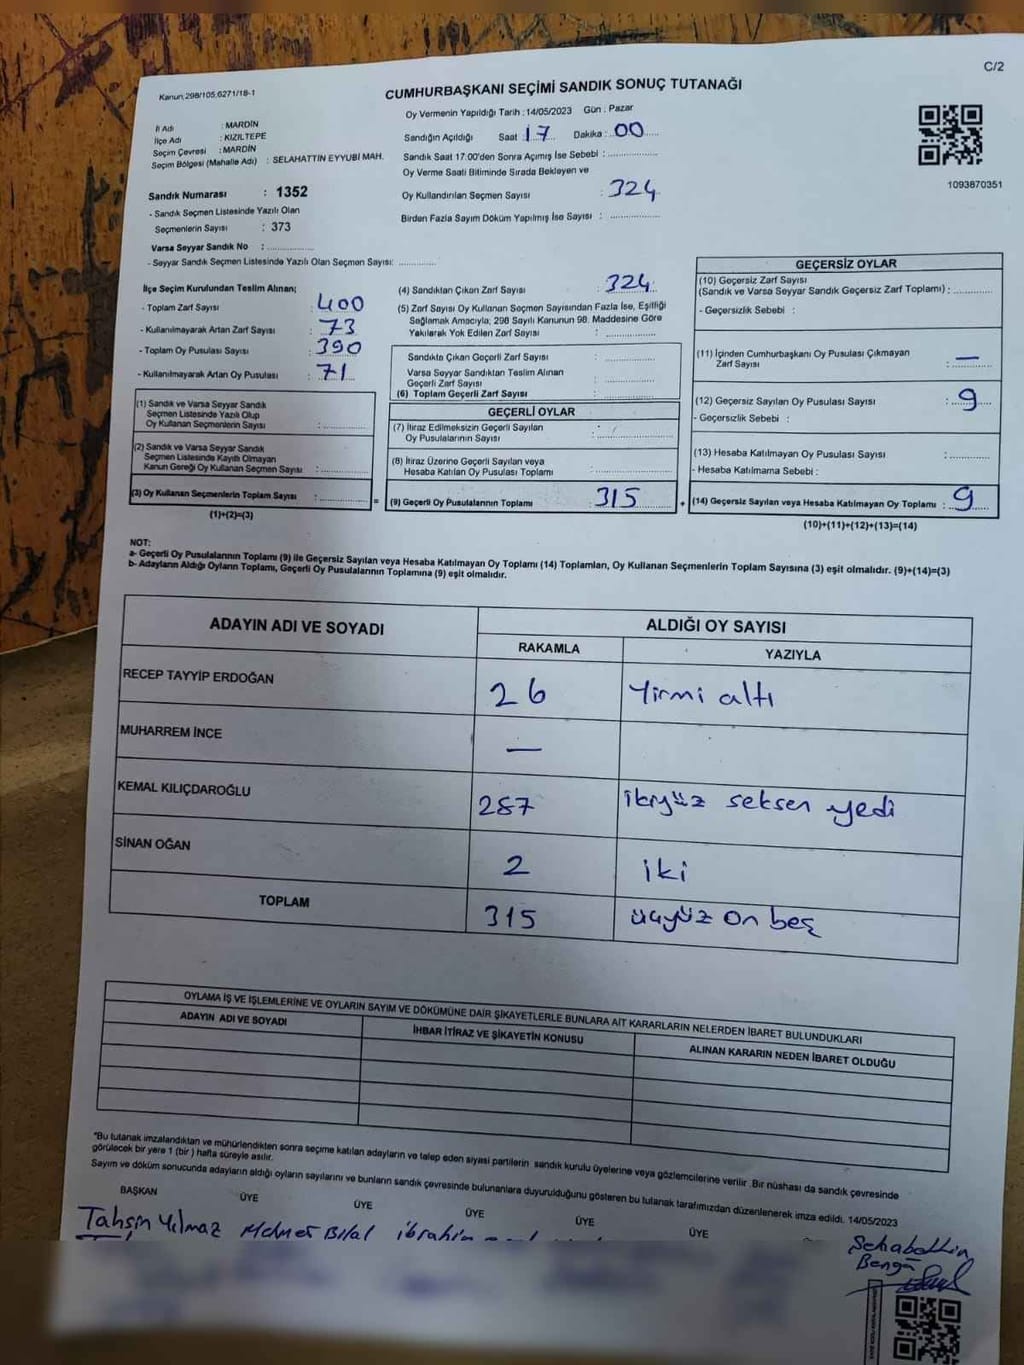 C/2
Kanun,298/105,6271/18-1
CUMHURBAŞKANI SEÇİMİ SANDIK SONUÇ TUTANAĞI
Oy Vermenin Yapıldığı Tarih :14/05/2023 Gün : Pazar
İl Adı : MARDİN
İlçe Adı : KIZILTEPE
Seçim Çevresi : MARDİN
Seçim Bölgesi (Mahalle Adı) : SELAHATTİN EYYUBİ MAH.
Sandığın Açıldığı Saat : 17 Dakika : 00
Sandık Saat 17.00'den Sonra Açımış İse Sebebi :
Oy Verme Saati Bitiminde Sırada Bekleyen ve
Oy Kullandırılan Seçmen Sayısı : 324
Birden Fazla Sayım Döküm Yapılmış İse Sayısı :
1093870351
Sandık Numarası : 1352
- Sandık Seçmen Listesinde Yazılı Olan
Seçmenlerin Sayısı : 273
Varsa Seyyar Sandık No :
- Seyyar Sandık Seçmen Listesinde Yazılı Olan Seçmen Sayısı:
İlçe Seçim Kurulundan Teslim Alınan;
- Toplam Zarf Sayısı : 400
- Kullanılmayarak Artan Zarf Sayısı : 73
- Toplam Oy Pusulası Sayısı : 390
- Kullanılmayarak Artan Oy Pusulası : 71
(4) Sandıktan Çıkan Zarf Sayısı : 324
(5) Zarf Sayısı Oy Kullanan Seçmen Sayısından Fazla İse, Eşitliği
Sağlamak Amacıyla, 298 Sayılı Kanunun 98. Maddesine Göre
Yakılarak Yok Edilen Zarf Sayısı :
Sandıkta Çıkan Geçerli Zarf Sayısı :
Varsa Seyyar Sandıktan Teslim Alınan
Geçerli Zarf Sayısı :
(6) Toplam Geçerli Zarf Sayısı :
GEÇERSİZ OYLAR
(10) Geçersiz Zarf Sayısı
(Sandık ve Varsa Seyyar Sandık Geçersiz Zarf Toplamı) :
- Geçersizlik Sebebi :
(11) İçinden Cumhurbaşkanı Oy Pusulası Çıkmayan
Zarf Sayısı : —
(12) Geçersiz Sayılan Oy Pusulası Sayısı : 9
- Geçersizlik Sebebi :
(13) Hesaba Katılmayan Oy Pusulası Sayısı :
- Hesaba Katılmama Sebebi :
(1) Sandık ve Varsa Seyyar Sandık
Seçmen Listesinde Yazılı Olup
Oy Kullanan Seçmenlerin Sayısı :
(2) Sandık ve Varsa Seyyar Sandık
Seçmen Listesinde Kayıtlı Olmayan
Kanun Gereği Oy Kullanan Seçmen Sayısı :
(3) Oy Kullanan Seçmenlerin Toplam Sayısı :
(1)+(2)=(3)
=
GEÇERLİ OYLAR
(7) İtiraz Edilmeksizin Geçerli Sayılan
Oy Pusulalarının Sayısı :
(8) İtiraz Üzerine Geçerli Sayılan veya
Hesaba Katılan Oy Pusulası Toplamı :
(9) Geçerli Oy Pusulalarının Toplamı : 315
+
(14) Geçersiz Sayılan veya Hesaba Katılmayan Oy Toplamı : 9
(10)+(11)+(12)+(13)=(14)
NOT:
a- Geçerli Oy Pusulalarının Toplamı (9) ile Geçersiz Sayılan veya Hesaba Katılmayan Oy Toplamı (14) Toplamları, Oy Kullanan Seçmenlerin Toplam Sayısına (3) eşit olmalıdır. (9)+(14)=(3)
b- Adayların Aldığı Oyların Toplamı, Geçerli Oy Pusulalarının Toplamına (9) eşit olmalıdır.
ADAYIN ADI VE SOYADI
ALDIĞI OY SAYISI
RAKAMLA YAZIYLA
RECEP TAYYİP ERDOĞAN 26 Yirmi altı
MUHARREM İNCE —
KEMAL KILIÇDAROĞLU 287 ikiyüz seksen yedi
SİNAN OĞAN 2 iki
TOPLAM 315 üçyüz on beş
OYLAMA İŞ VE İŞLEMLERİNE VE OYLARIN SAYIM VE DÖKÜMÜNE DAİR ŞİKAYETLERLE BUNLARA AİT KARARLARIN NELERDEN İBARET BULUNDUKLARI
ADAYIN ADI VE SOYADI
İHBAR İTİRAZ VE ŞİKAYETİN KONUSU
ALINAN KARARIN NEDEN İBARET OLDUĞU
"Bu tutanak imzalandıktan ve mühürlendikten sonra seçime katılan adayların ve talep eden siyasi partilerin sandık kurulu üyelerine veya gözlemcilerine verilir .Bir nüshası da sandık çevresinde
görülecek bir yere 1 (bir ) hafta süreyle asılır.
Sayım ve döküm sonucunda adayların aldığı oyların sayılarını ve bunların sandık çevresinde bulunanlara duyurulduğunu gösteren bu tutanak tarafımızdan düzenlenerek imza edildi. 14/05/2023
BAŞKAN ÜYE ÜYE ÜYE ÜYE ÜYE
Tahsin Yılmaz Mehmet Bilal ibrahim
Sehabettin